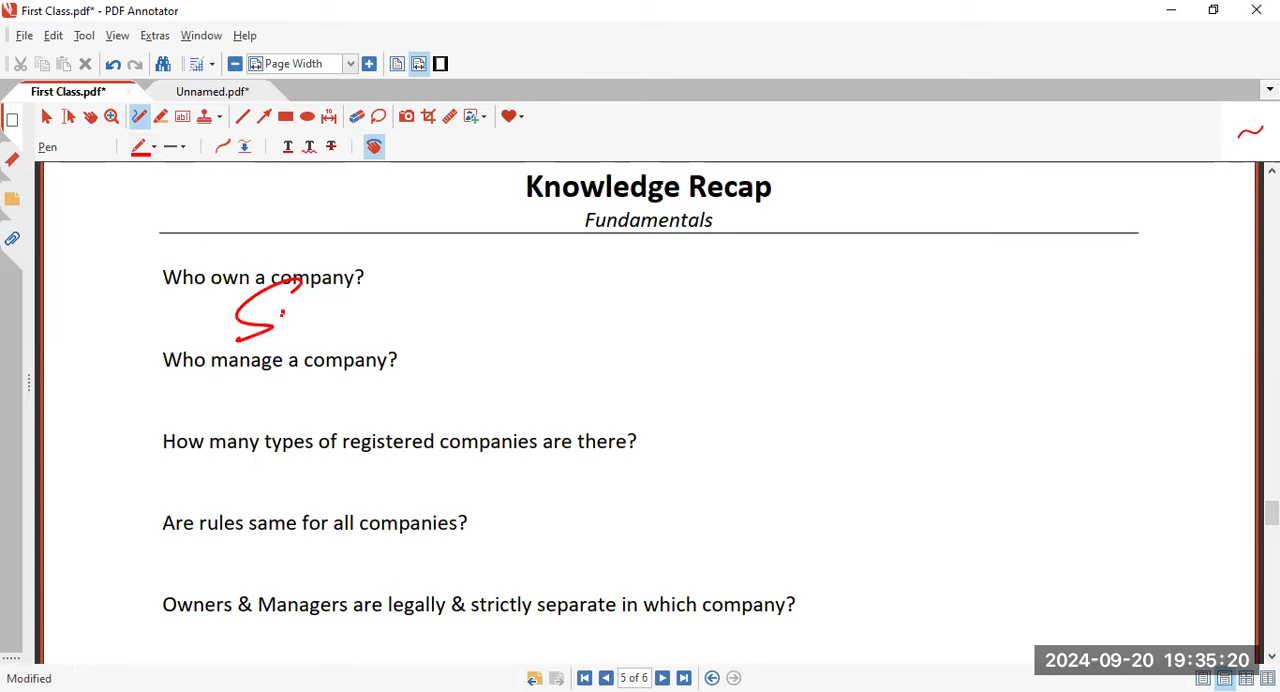 First Class.pdf* - PDF Annotator
File Edit Tool View Extras Window Help
Page Width
First Class.pdf* Unnamed.pdf*
Pen
Knowledge Recap
Fundamentals
Who own a company?
S
Who manage a company?
How many types of registered companies are there?
Are rules same for all companies?
Owners & Managers are legally & strictly separate in which company?
2024-09-20 19:35:20
Modified
5 of 6